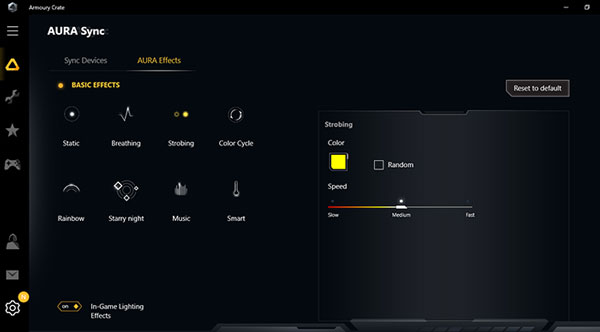 Armoury Crate
AURA Sync
Sync Devices
AURA Effects
BASIC EFFECTS
Reset to default
Static
Breathing
Strobing
Color Cycle
Rainbow
Starry night
Music
Smart
Strobing
Color
Random
Speed
Slow
Medium
Fast
on
In-Game Lighting
Effects